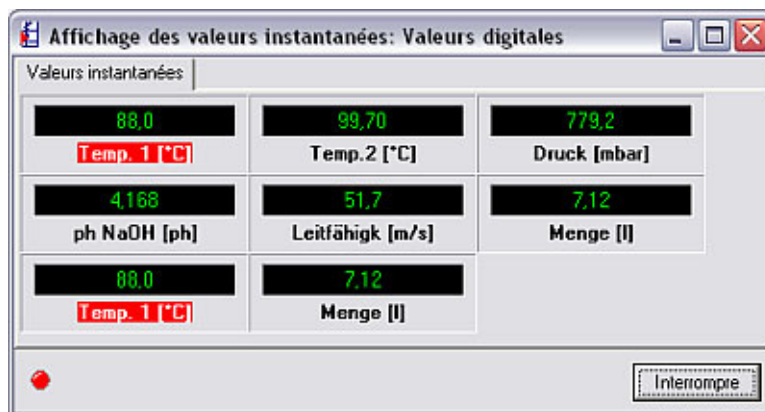 Affichage des valeurs instantanées: Valeurs digitales
Valeurs instantanées
88,0 99,70 779,2
Temp. 1 [°C] Temp.2 [°C] Druck [mbar]
4,168 51,7 7,12
ph NaOH [ph] Leitfähigk [m/s] Menge [l]
88,0 7,12
Temp. 1 [°C] Menge [l]
Interrompre